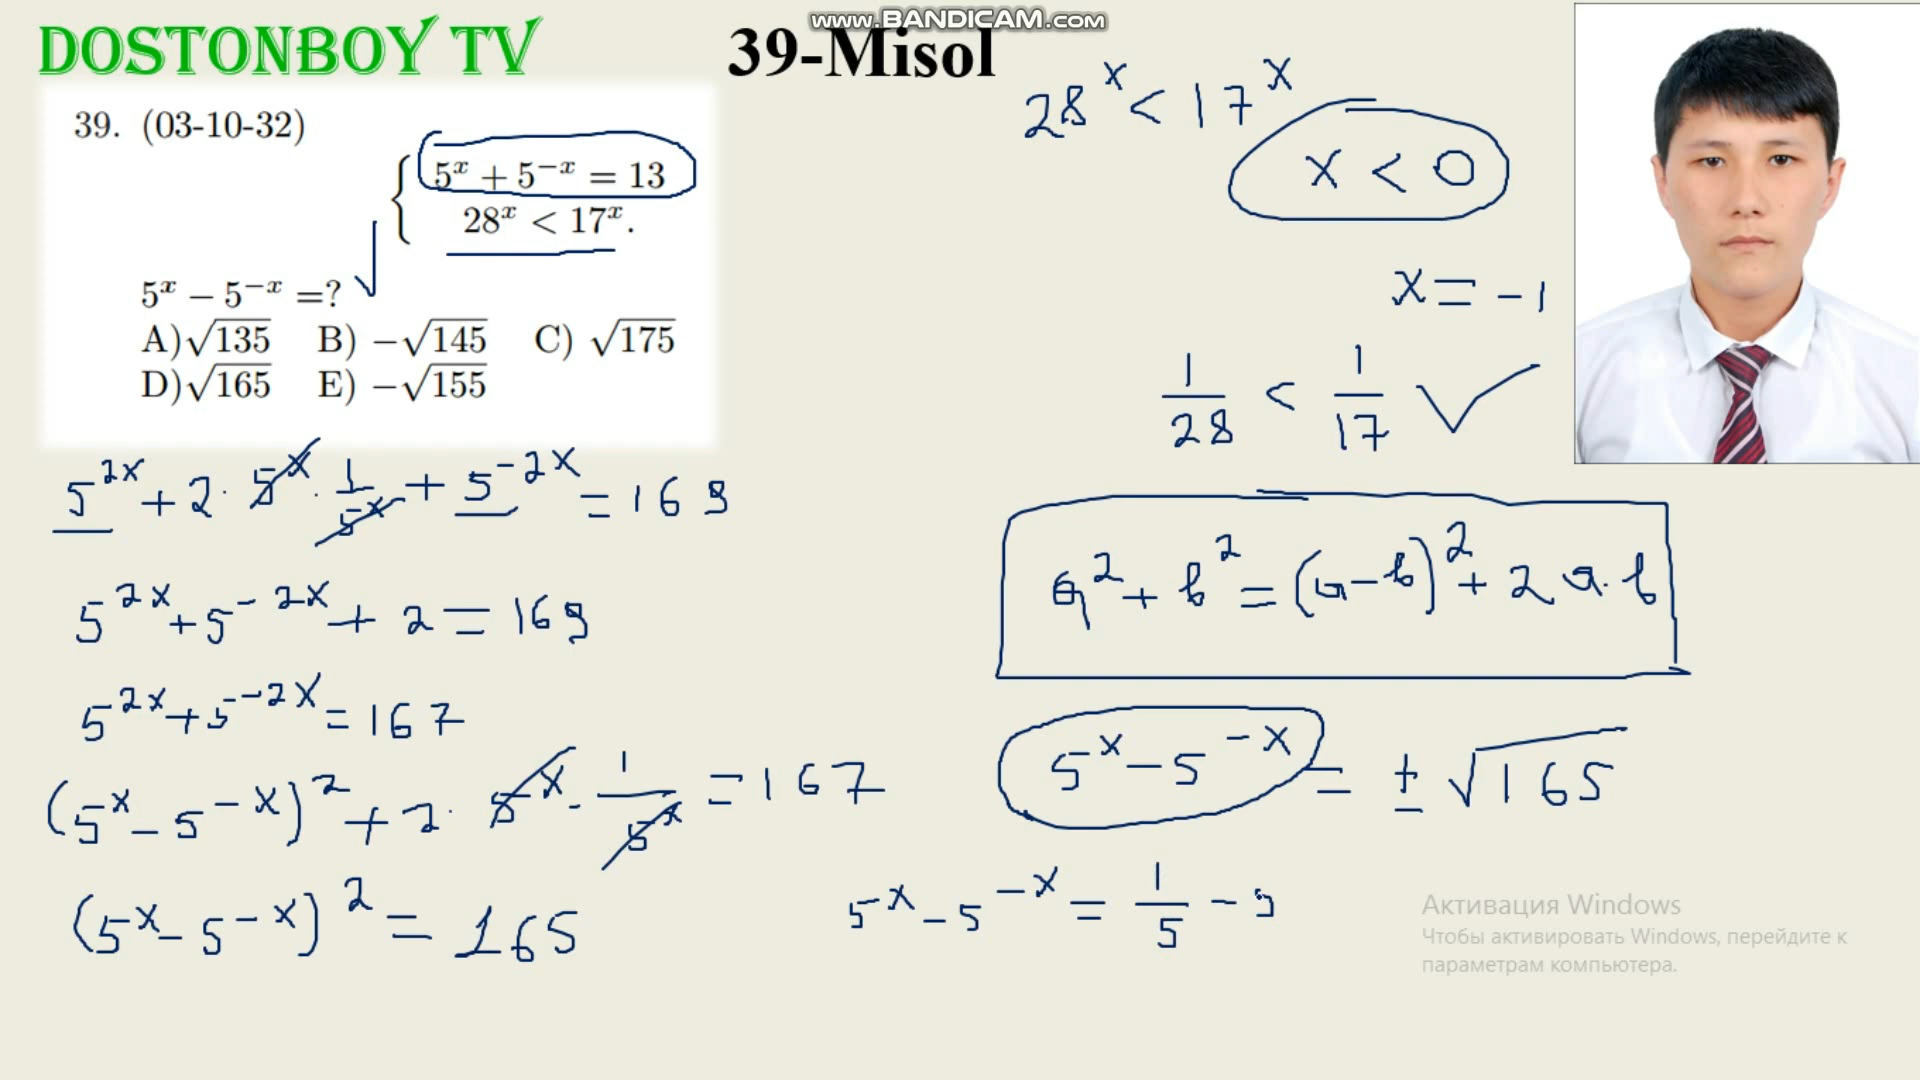 www.BANDICAM.com
DOSTONBOY TV
39-Misol
39. (03-10-32)
{ 5^x + 5^{-x} = 13
28^x < 17^x.
5^x − 5^{-x} =?
A)√135 B) −√145 C) √175
D)√165 E) −√155
5^{2x} + 2 · 5^x · 1/5^x + 5^{-2x} = 169
5^{2x} + 5^{-2x} + 2 = 169
5^{2x} + 5^{-2x} = 167
(5^x − 5^{-x})^2 + 2 · 5^x · 1/5^x = 167
(5^x − 5^{-x})^2 = 165
28^x < 17^x
x < 0
x = −1
1/28 < 1/17
a^2 + b^2 = (a−b)^2 + 2a·b
5^x − 5^{-x} = ±√165
5^x − 5^{-x} = 1/5 − 5
Активация Windows
Чтобы активировать Windows, перейдите к
параметрам компьютера.